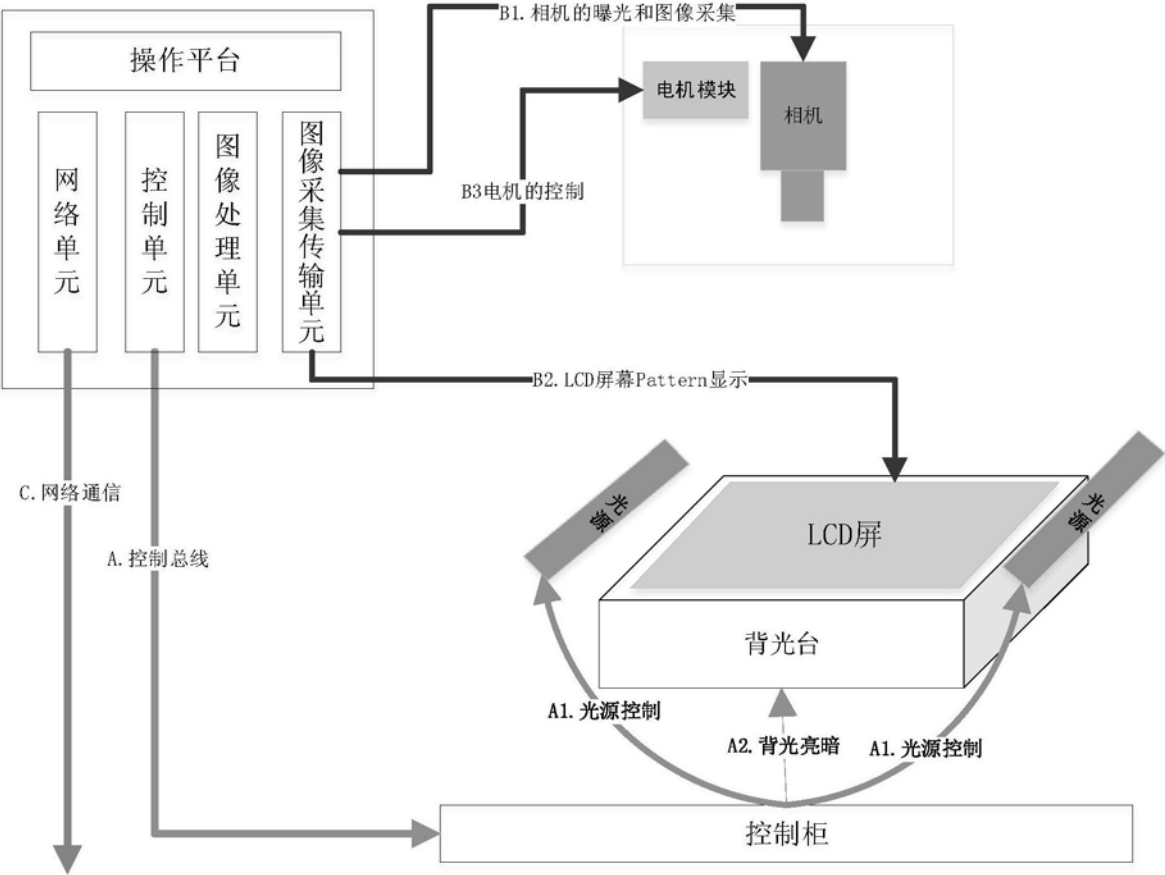 B1.相机的曝光和图像采集
操作平台
电机模块
相机
网络单元
控制单元
图像处理单元
图像采集传输单元
B3电机的控制
B2.LCD屏幕Pattern显示
C.网络通信
光源
光源
LCD屏
A.控制总线
背光台
A1.光源控制
A2.背光亮暗
A1.光源控制
控制柜